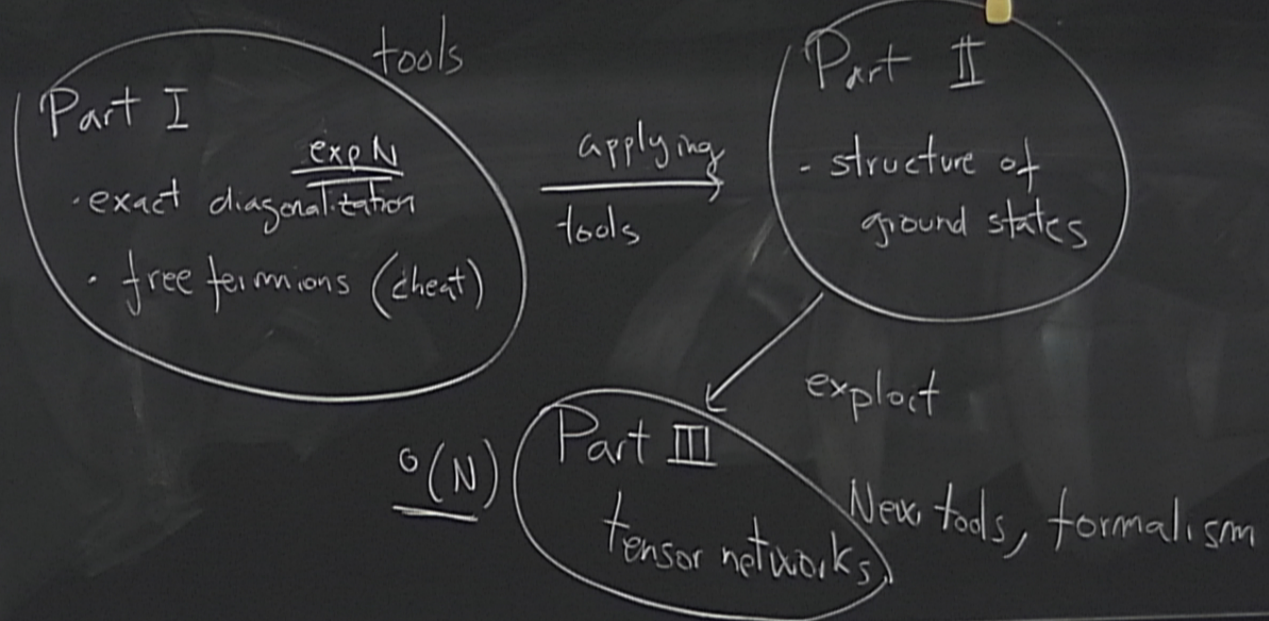 tools
Part I
exp N
· exact diagonalization
· free fermions (cheat)
applying
tools
Part II
- structure of
ground states
exploit
O(N)
Part III
tensor networks
New tools, formalism